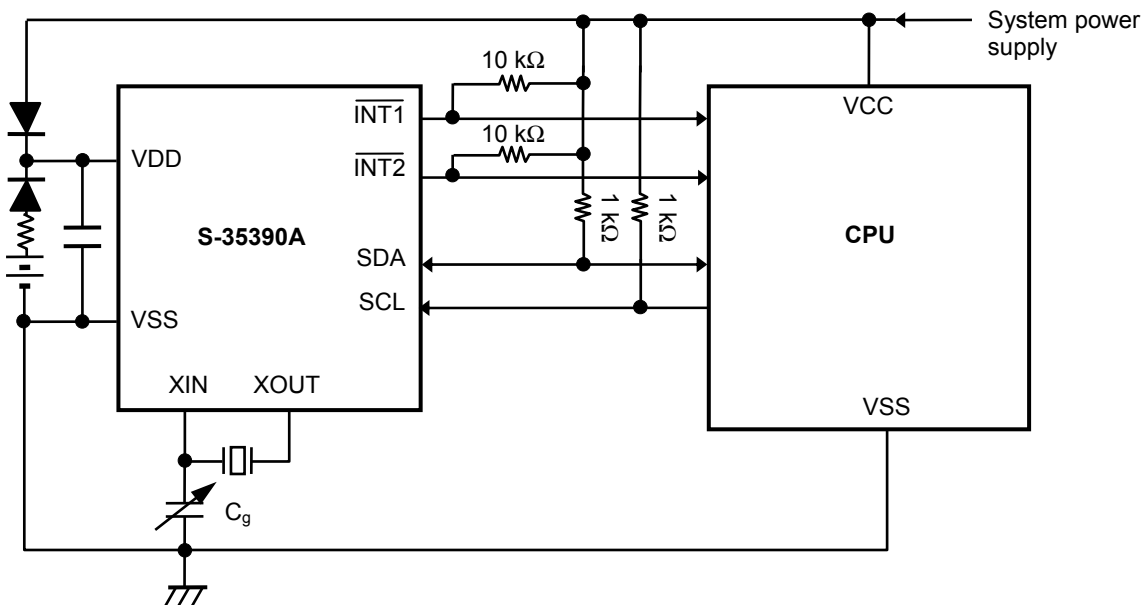 System power
supply
10 kΩ
INT1
VCC
10 kΩ
VDD
INT2
1 kΩ
1 kΩ
S-35390A
CPU
SDA
SCL
VSS
XIN
XOUT
VSS
Cg